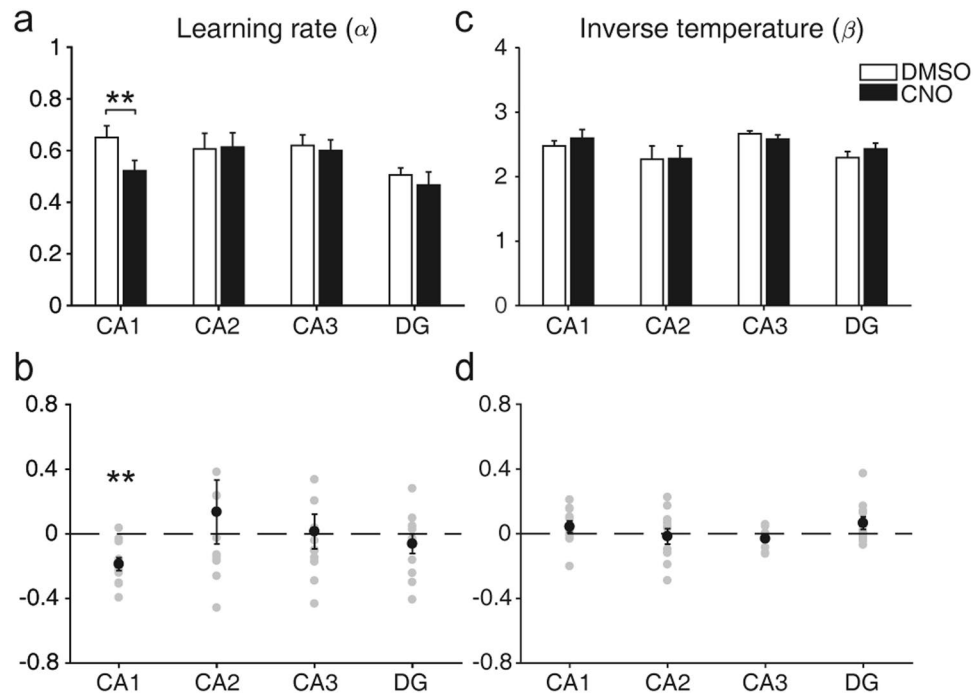 a Learning rate (α)
1
0.8
0.6
0.4
0.2
0
**
CA1 CA2 CA3 DG
c Inverse temperature (β)
4
3
2
1
0
DMSO
CNO
CA1 CA2 CA3 DG
b
0.8
0.4
0
-0.4
-0.8
**
CA1 CA2 CA3 DG
d
0.8
0.4
0
-0.4
-0.8
CA1 CA2 CA3 DG